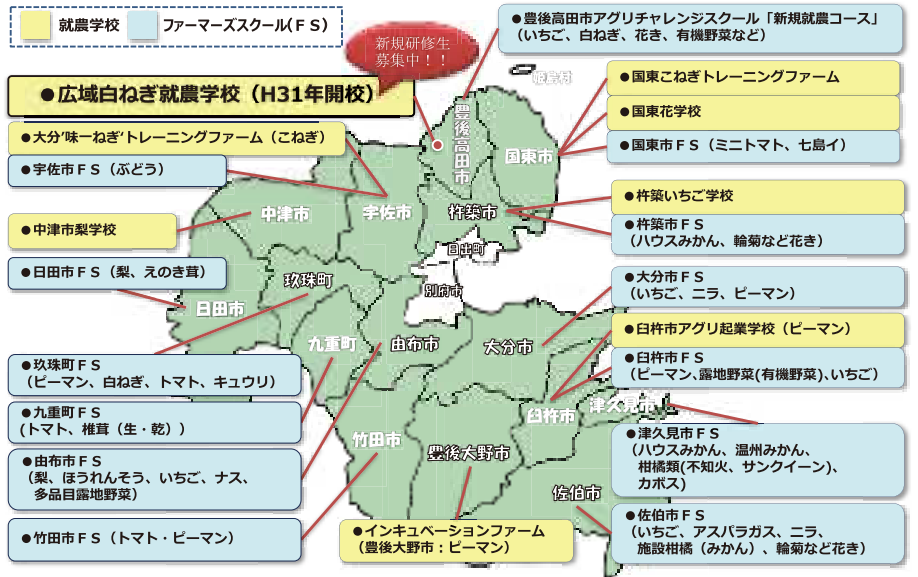 就農学校
ファーマーズスクール(ＦＳ)
新規研修生
募集中！！
●豊後高田市アグリチャレンジスクール「新規就農コース」
（いちご、白ねぎ、花き、有機野菜など）
●広域白ねぎ就農学校（H31年開校）
●大分’味一ねぎ‘トレーニングファーム（こねぎ）
●宇佐市ＦＳ（ぶどう）
●中津市梨学校
●日田市ＦＳ（梨、えのき茸）
姫島村
●国東こねぎトレーニングファーム
●国東花学校
●国東市ＦＳ（ミニトマト、七島イ）
●杵築いちご学校
●杵築市ＦＳ
（ハウスみかん、輪菊など花き）
●大分市ＦＳ
（いちご、ニラ、ピーマン）
●臼杵市アグリ起業学校（ピーマン）
●臼杵市ＦＳ
（ピーマン、露地野菜(有機野菜)、いちご）
豊後高田市
国東市
中津市
宇佐市
杵築市
日出町
別府市
玖珠町
日田市
九重町
由布市
大分市
臼杵市
津久見市
竹田市
豊後大野市
佐伯市
●玖珠町ＦＳ
（ピーマン、白ねぎ、トマト、キュウリ）
●九重町ＦＳ
(トマト、椎茸（生・乾））
●由布市ＦＳ
（梨、ほうれんそう、いちご、ナス、
多品目露地野菜）
●竹田市ＦＳ（トマト・ピーマン）
●インキュベーションファーム
（豊後大野市：ピーマン）
●津久見市ＦＳ
（ハウスみかん、温州みかん、
柑橘類(不知火、サンクイーン)、
カボス)
●佐伯市ＦＳ
（いちご、アスパラガス、ニラ、
施設柑橘（みかん）、輪菊など花き）